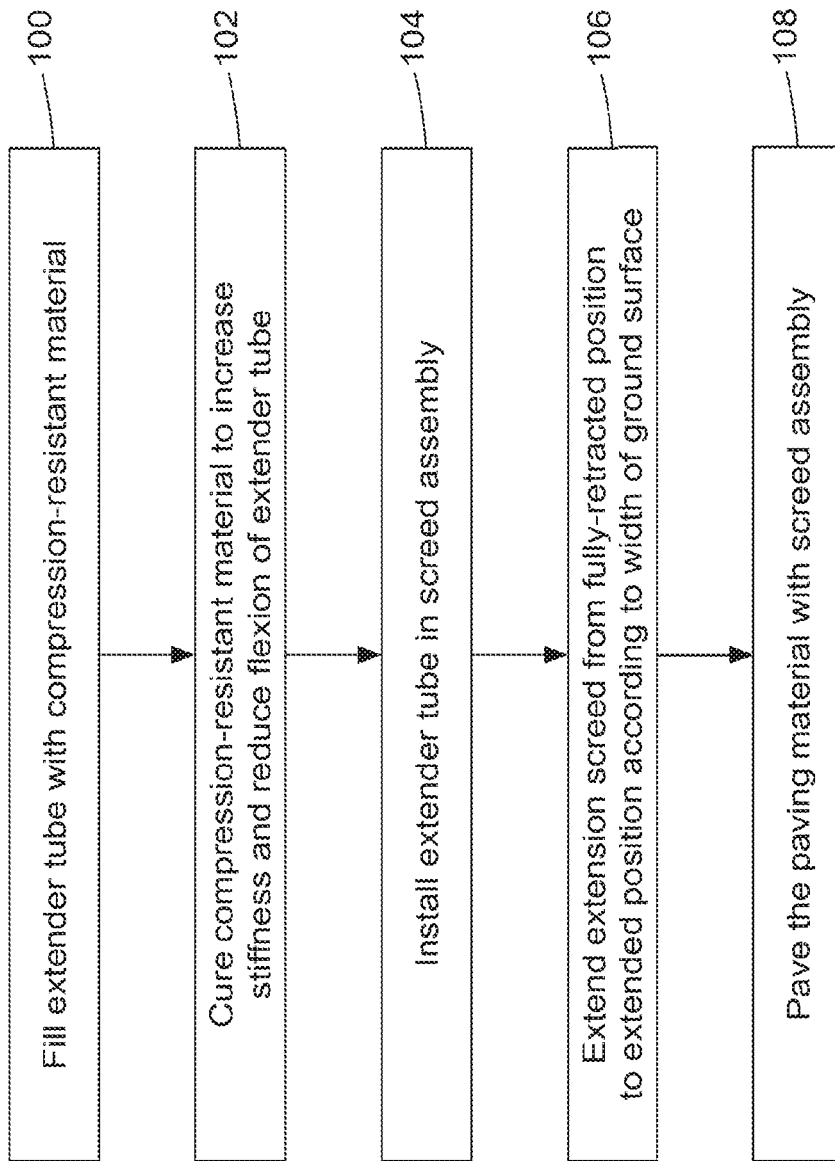 Fill extender tube with compression-resistant material
100
Cure compression-resistant material to increase
stiffness and reduce flexion of extender tube
102
Install extender tube in screed assembly
104
Extend extension screed from fully-retracted position
to extended position according to width of ground surface
106
Pave the paving material with screed assembly
108